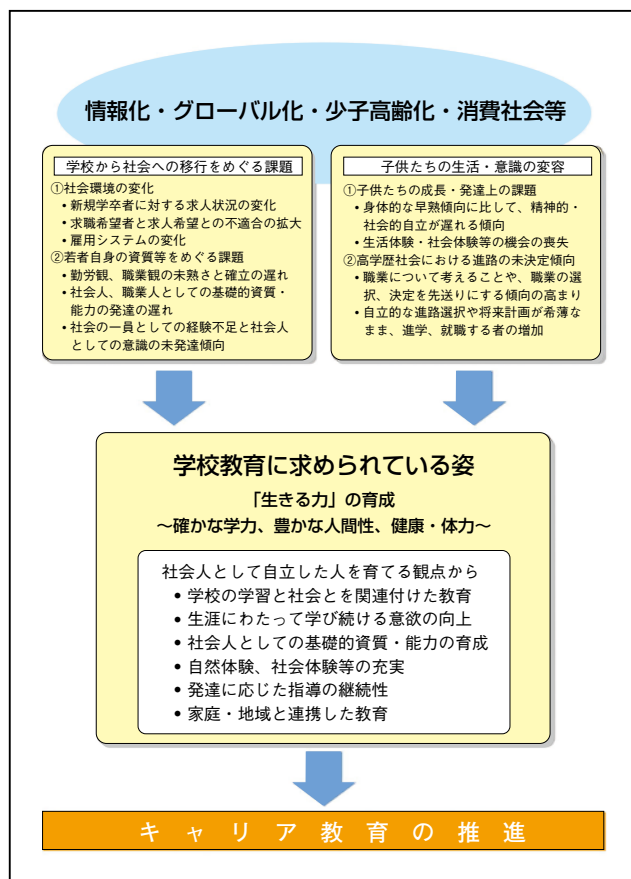 情報化・グローバル化・少子高齢化・消費社会等
学校から社会への移行をめぐる課題
①社会環境の変化
• 新規学卒者に対する求人状況の変化
• 求職希望者と求人希望との不適合の拡大
• 雇用システムの変化
②若者自身の資質等をめぐる課題
• 勤労観、職業観の未熟さと確立の遅れ
• 社会人、職業人としての基礎的資質・
能力の発達の遅れ
• 社会の一員としての経験不足と社会人
としての意識の未発達傾向
子供たちの生活・意識の変容
①子供たちの成長・発達上の課題
• 身体的な早熟傾向に比して、精神的・
社会的自立が遅れる傾向
• 生活体験・社会体験等の機会の喪失
②高学歴社会における進路の未決定傾向
• 職業について考えることや、職業の選
択、決定を先送りにする傾向の高まり
• 自立的な進路選択や将来計画が希薄な
まま、進学、就職する者の増加
学校教育に求められている姿
「生きる力」の育成
～確かな学力、豊かな人間性、健康・体力～
社会人として自立した人を育てる観点から
• 学校の学習と社会とを関連付けた教育
• 生涯にわたって学び続ける意欲の向上
• 社会人としての基礎的資質・能力の育成
• 自然体験、社会体験等の充実
• 発達に応じた指導の継続性
• 家庭・地域と連携した教育
キャリア教育の推進